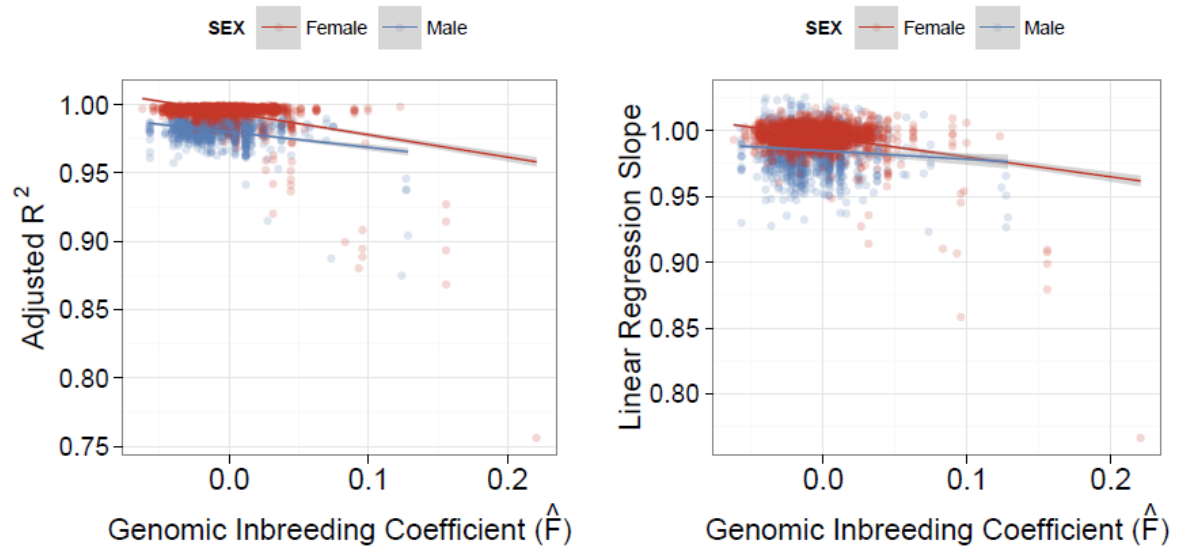 SEX Female Male
Adjusted R²
1.00
0.95
0.90
0.85
0.80
0.75
0.0 0.1 0.2
Genomic Inbreeding Coefficient (F̂)
SEX Female Male
Linear Regression Slope
1.00
0.95
0.90
0.85
0.80
0.0 0.1 0.2
Genomic Inbreeding Coefficient (F̂)